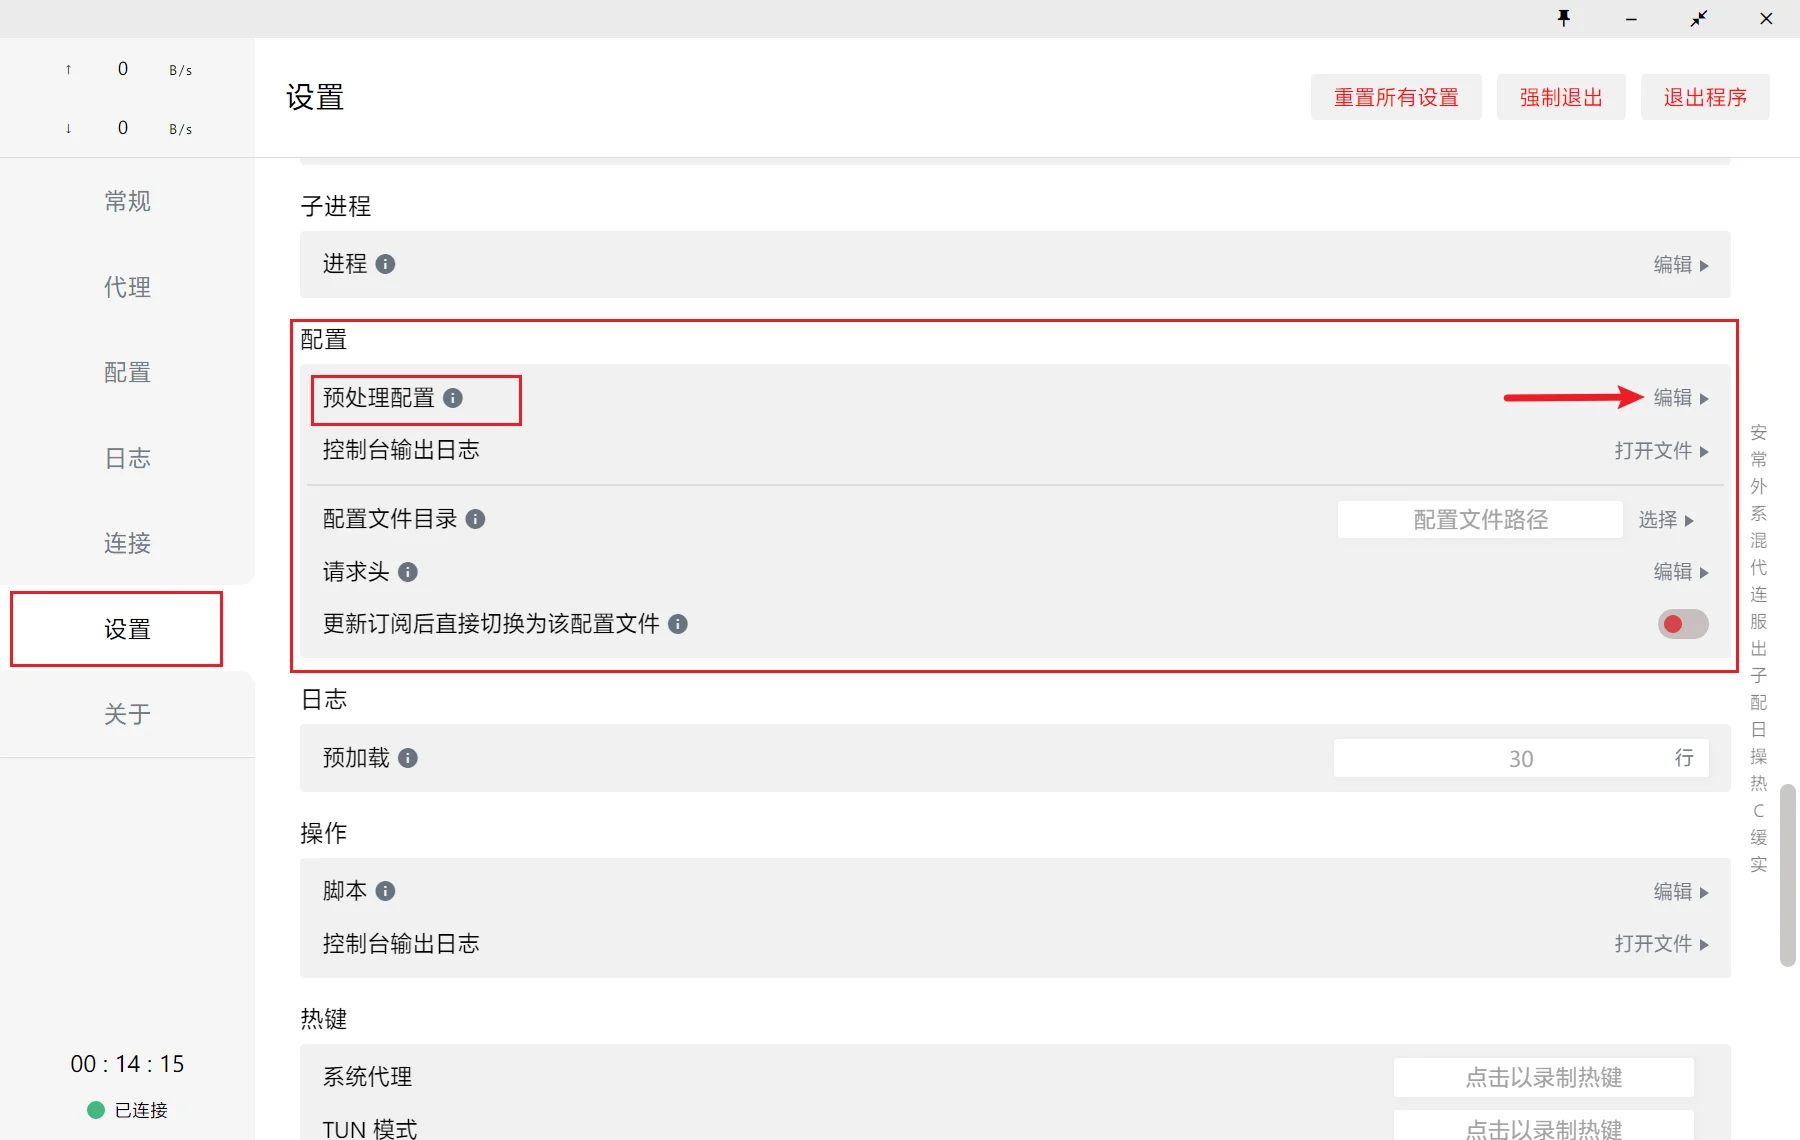 ↑ 0 B/s
↓ 0 B/s
常规
代理
配置
日志
连接
设置
关于
00 : 14 : 15
已连接
设置
重置所有设置 强制退出 退出程序
子进程
进程 编辑
配置
预处理配置 编辑
控制台输出日志 打开文件
配置文件目录 配置文件路径 选择
请求头 编辑
更新订阅后直接切换为该配置文件
日志
预加载 30 行
操作
脚本 编辑
控制台输出日志 打开文件
热键
系统代理 点击以录制热键
TUN 模式 点击以录制热键
安
常
外
系
混
代
连
服
出
子
配
日
操
热
C
缓
实